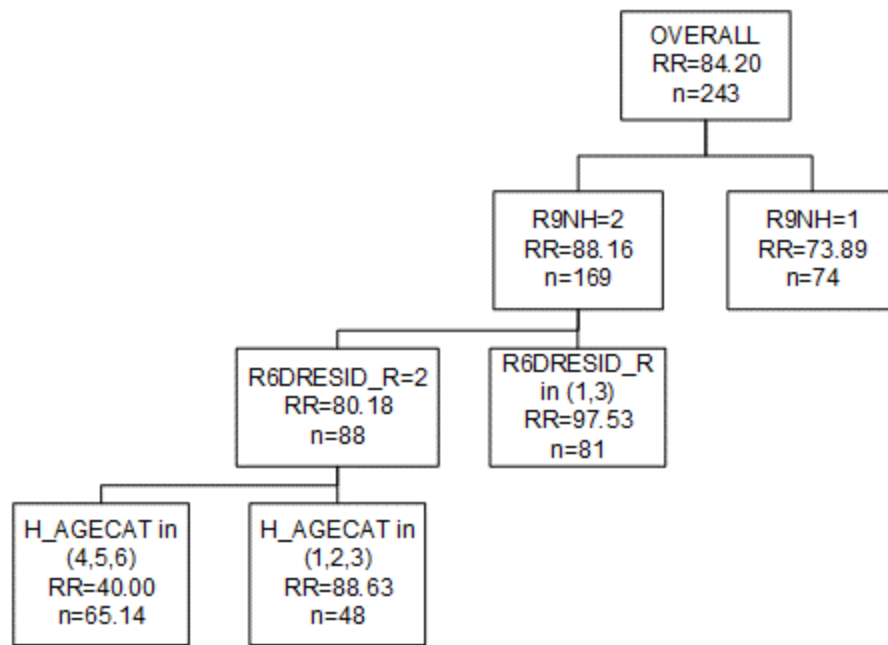 OVERALL
RR=84.20
n=243
R9NH=2
RR=88.16
n=169
R9NH=1
RR=73.89
n=74
R6DRESID_R=2
RR=80.18
n=88
R6DRESID_R
in (1,3)
RR=97.53
n=81
H_AGECAT in
(4,5,6)
RR=40.00
n=65.14
H_AGECAT in
(1,2,3)
RR=88.63
n=48